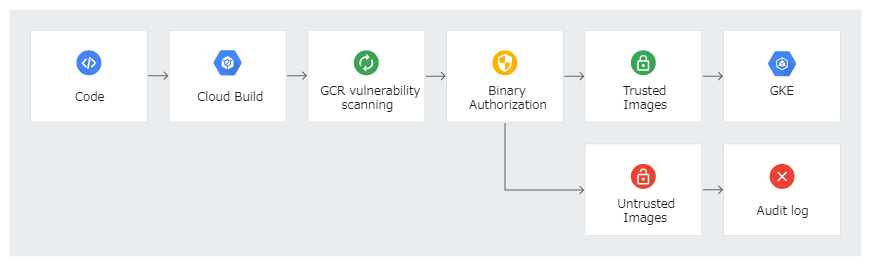 Code
Cloud Build
GCR vulnerability
scanning
Binary
Authorization
Trusted
Images
GKE
Untrusted
Images
Audit log